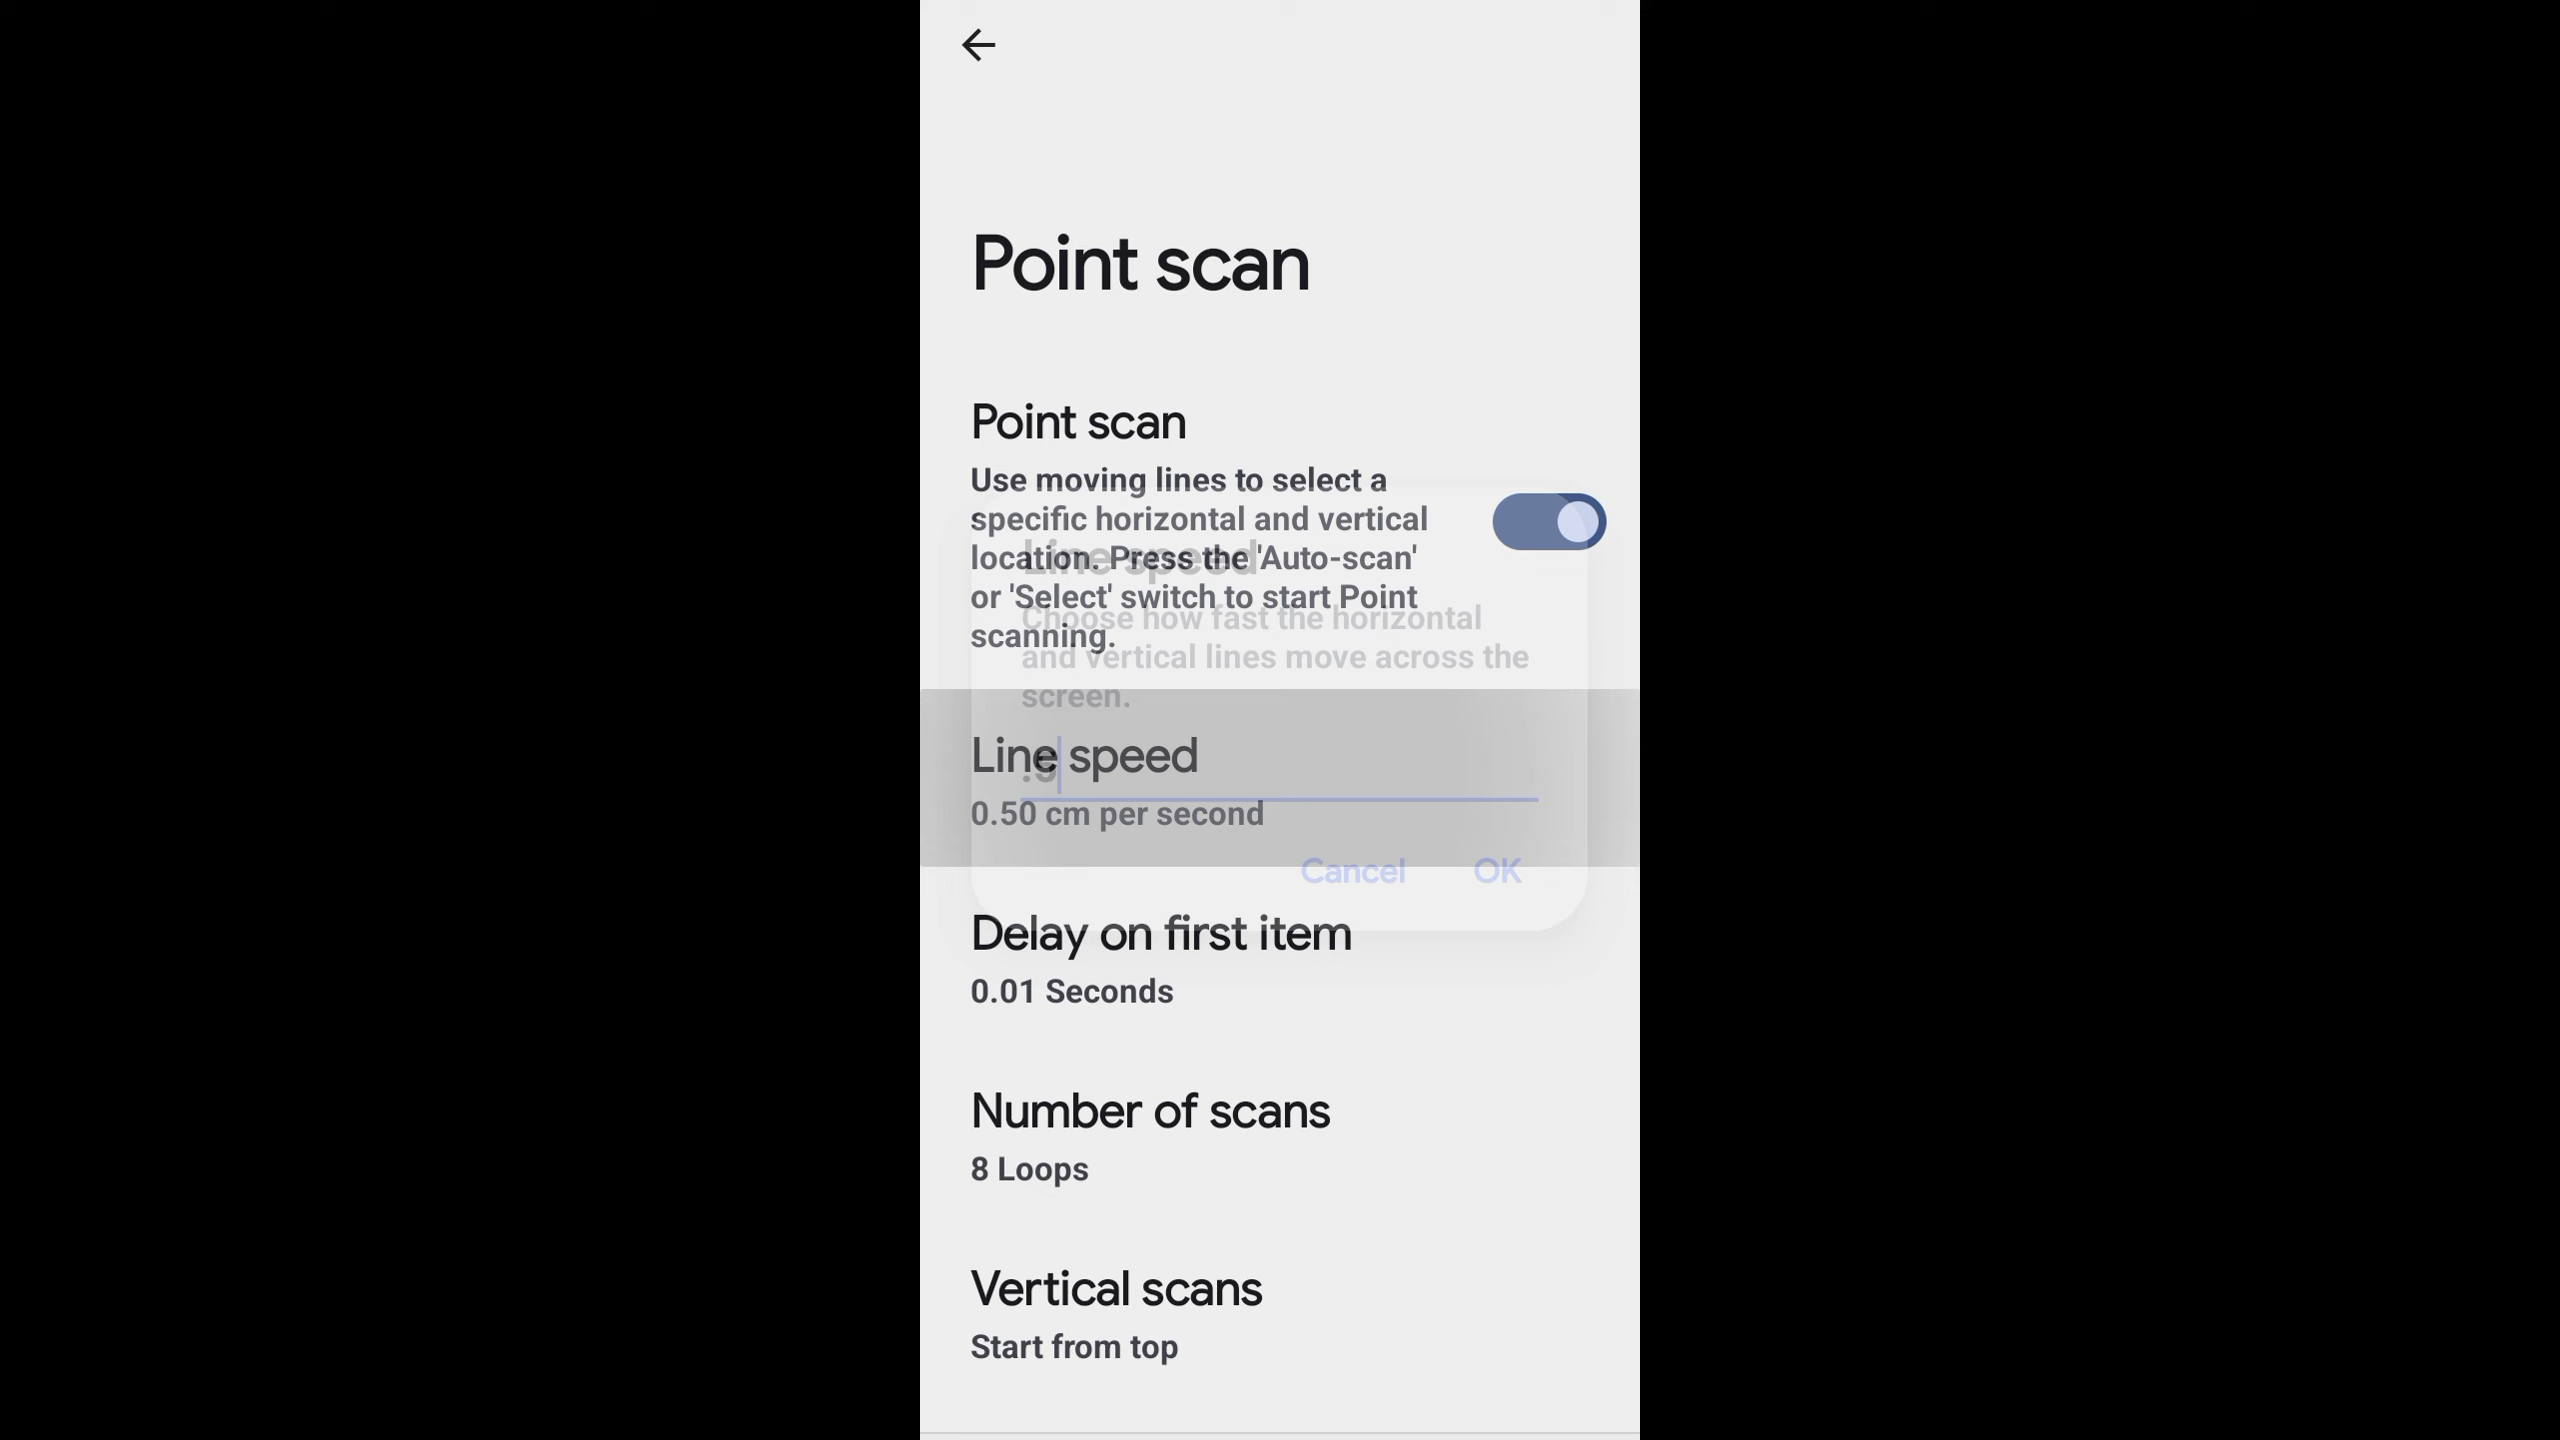 Point scan
Point scan
Use moving lines to select a
specific horizontal and vertical
location. Press the 'Auto-scan'
or 'Select' switch to start Point
scanning.
Line speed
Choose how fast the horizontal
and vertical lines move across the
screen.
.5
Cancel OK
Line speed
0.50 cm per second
Delay on first item
0.01 Seconds
Number of scans
8 Loops
Vertical scans
Start from top